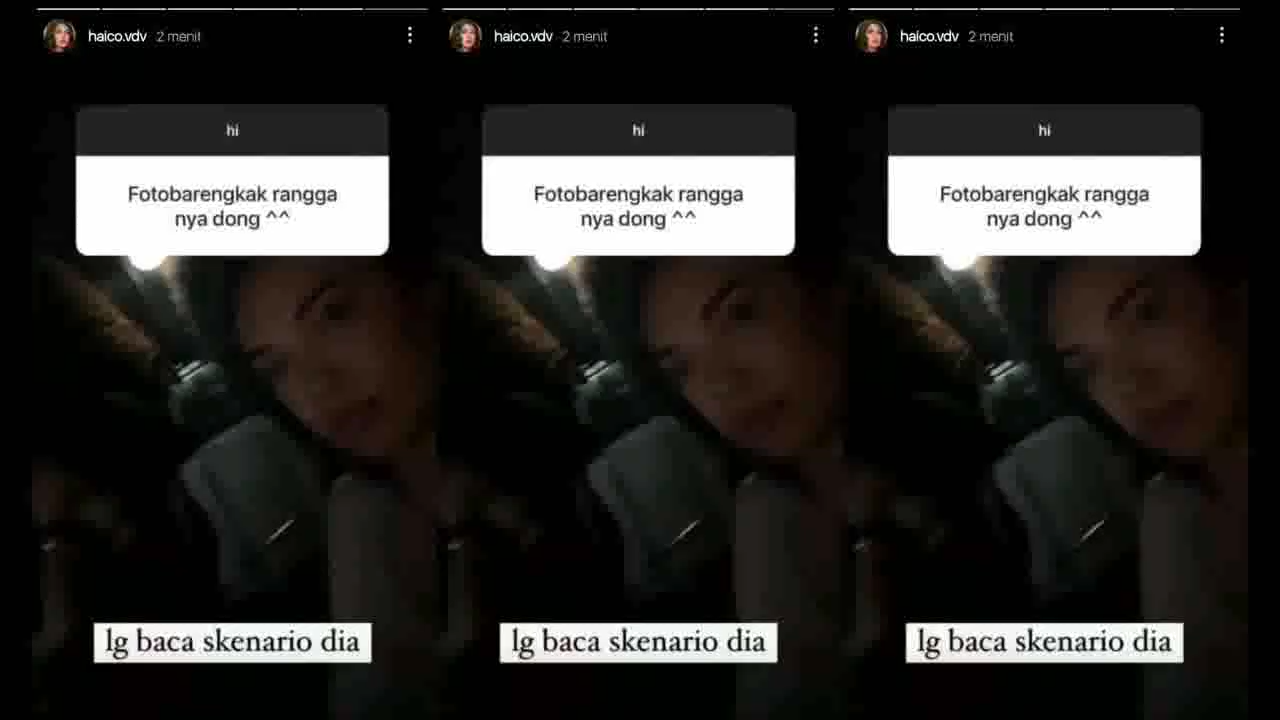 haico.vdv 2 menit
hi
Fotobarengkak rangga
nya dong ^^
lg baca skenario dia
haico.vdv 2 menit
hi
Fotobarengkak rangga
nya dong ^^
lg baca skenario dia
haico.vdv 2 menit
hi
Fotobarengkak rangga
nya dong ^^
lg baca skenario dia